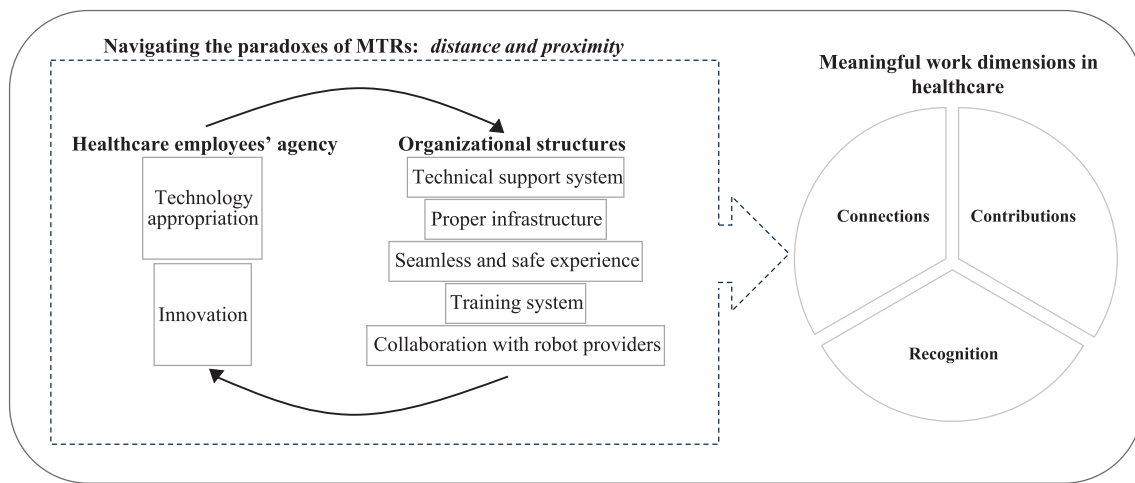 Navigating the paradoxes of MTRs: distance and proximity
Healthcare employees’ agency
Technology
appropriation
Innovation
Organizational structures
Technical support system
Proper infrastructure
Seamless and safe experience
Training system
Collaboration with robot providers
Meaningful work dimensions in
healthcare
Connections
Contributions
Recognition